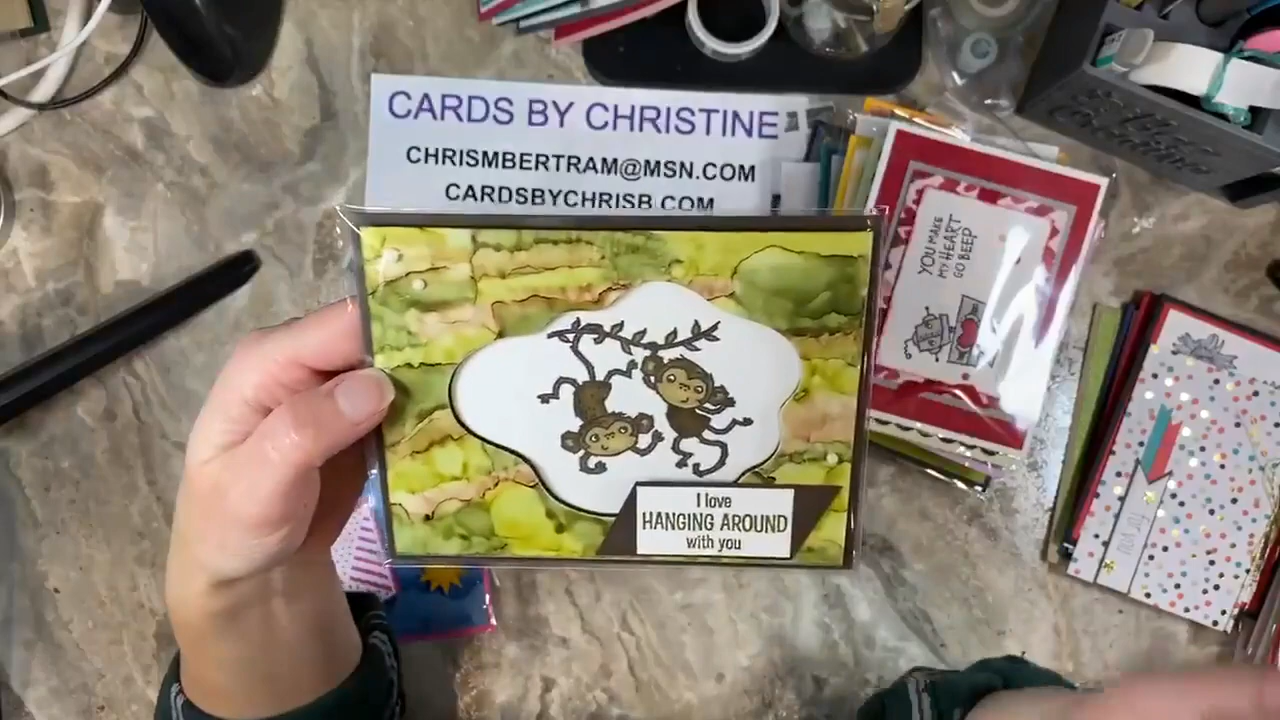 CARDS BY CHRISTINE
CHRISMBERTRAM@MSN.COM
CARDSBYCHRISB.COM
YOU MAKE
MY HEART
GO BEEP
I love
HANGING AROUND
with you